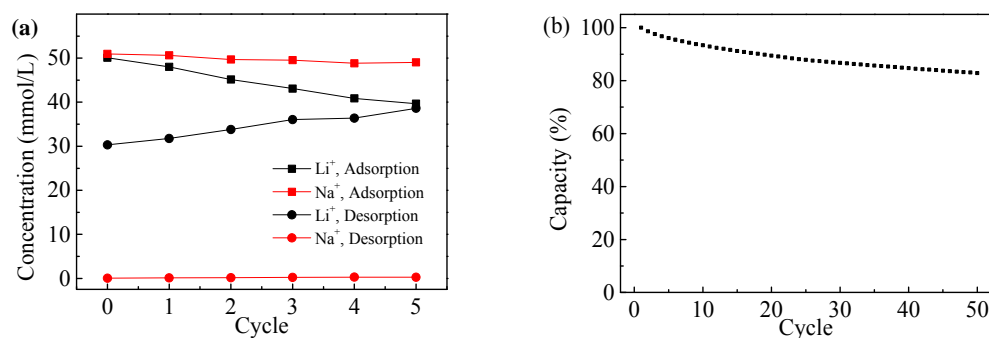 (a)
Concentration (mmol/L)
60
50
40
30
20
10
0
Li⁺, Adsorption
Na⁺, Adsorption
Li⁺, Desorption
Na⁺, Desorption
0 1 2 3 4 5
Cycle
(b)
Capacity (%)
100
80
60
40
20
0
0 10 20 30 40 50
Cycle